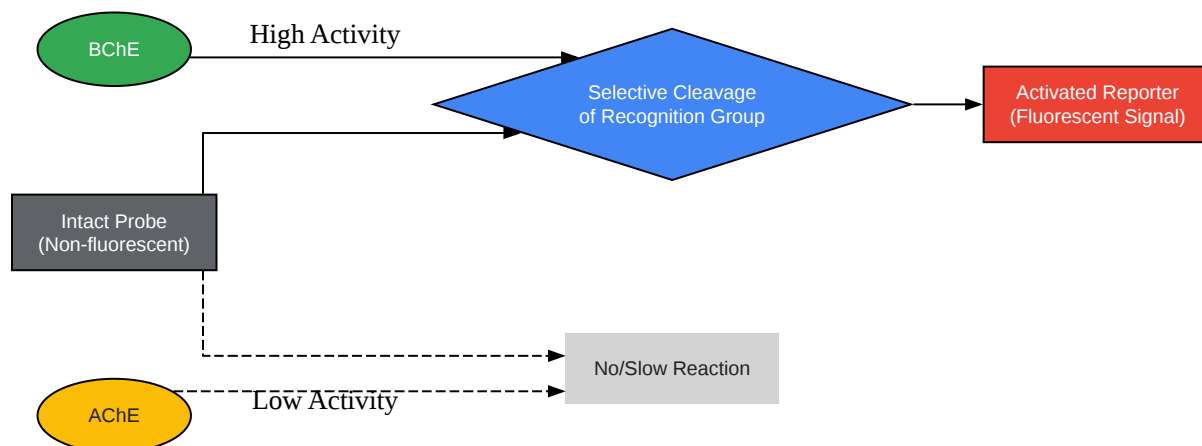 BChE
High Activity
Selective Cleavage
of Recognition Group
Activated Reporter
(Fluorescent Signal)
Intact Probe
(Non-fluorescent)
No/Slow Reaction
Low Activity
AChE